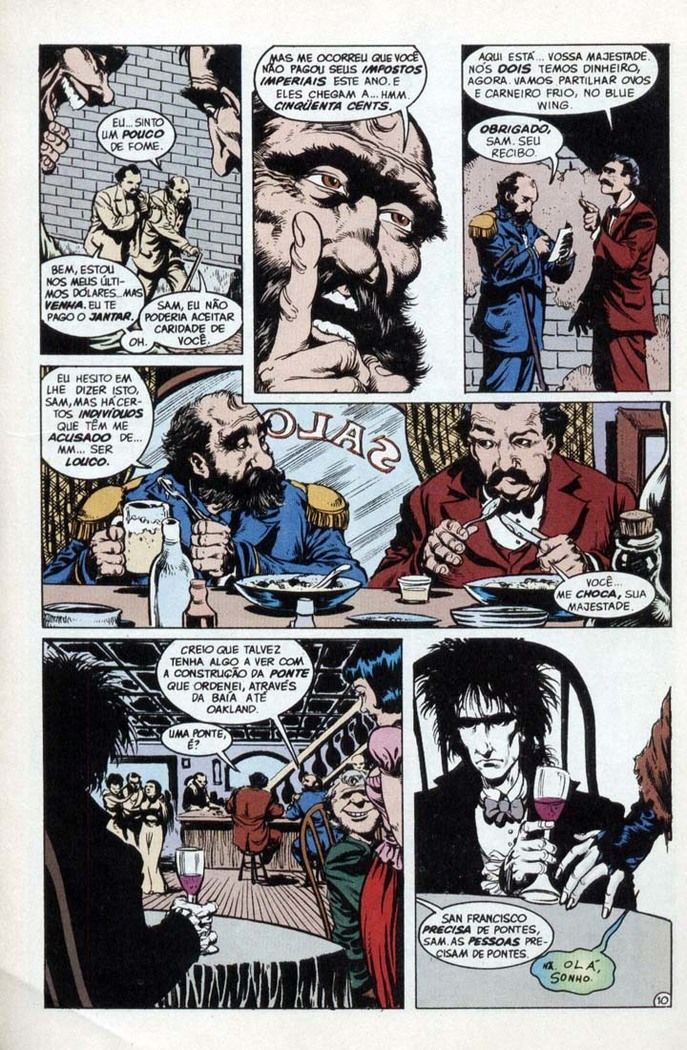 EU... SINTO
UM POUCO
DE FOME.
BEM, ESTOU
NOS MEUS ÚLTI-
MOS DÓLARES...MAS
VENHA. EU TE
PAGO O JANTAR.
OH.
SAM, EU NÃO
PODERIA ACEITAR
CARIDADE DE
VOCÊ.
MAS ME OCORREU QUE VOCÊ
NÃO PAGOU SEUS IMPOSTOS
IMPERIAIS ESTE ANO. E
ELES CHEGAM A... HMM.
CINQÜENTA CENTS.
AQUI ESTÁ... VOSSA MAJESTADE.
NÓS DOIS TEMOS DINHEIRO,
AGORA. VAMOS PARTILHAR OVOS
E CARNEIRO FRIO, NO BLUE
WING.
OBRIGADO,
SAM. SEU
RECIBO.
EU HESITO EM
LHE DIZER ISTO,
SAM, MAS HÁ CER-
TOS INDIVÍDUOS
QUE TÊM ME
ACUSADO DE...
MM... SER
LOUCO.
SALO
VOCÊ...
ME CHOCA, SUA
MAJESTADE.
CREIO QUE TALVEZ
TENHA ALGO A VER COM
A CONSTRUÇÃO DA PONTE
QUE ORDENEI, ATRAVÉS
DA BAÍA ATÉ
OAKLAND.
UMA PONTE,
É?
SAN FRANCISCO
PRECISA DE PONTES,
SAM. AS PESSOAS PRE-
CISAM DE PONTES.
OLÁ,
SONHO.
10